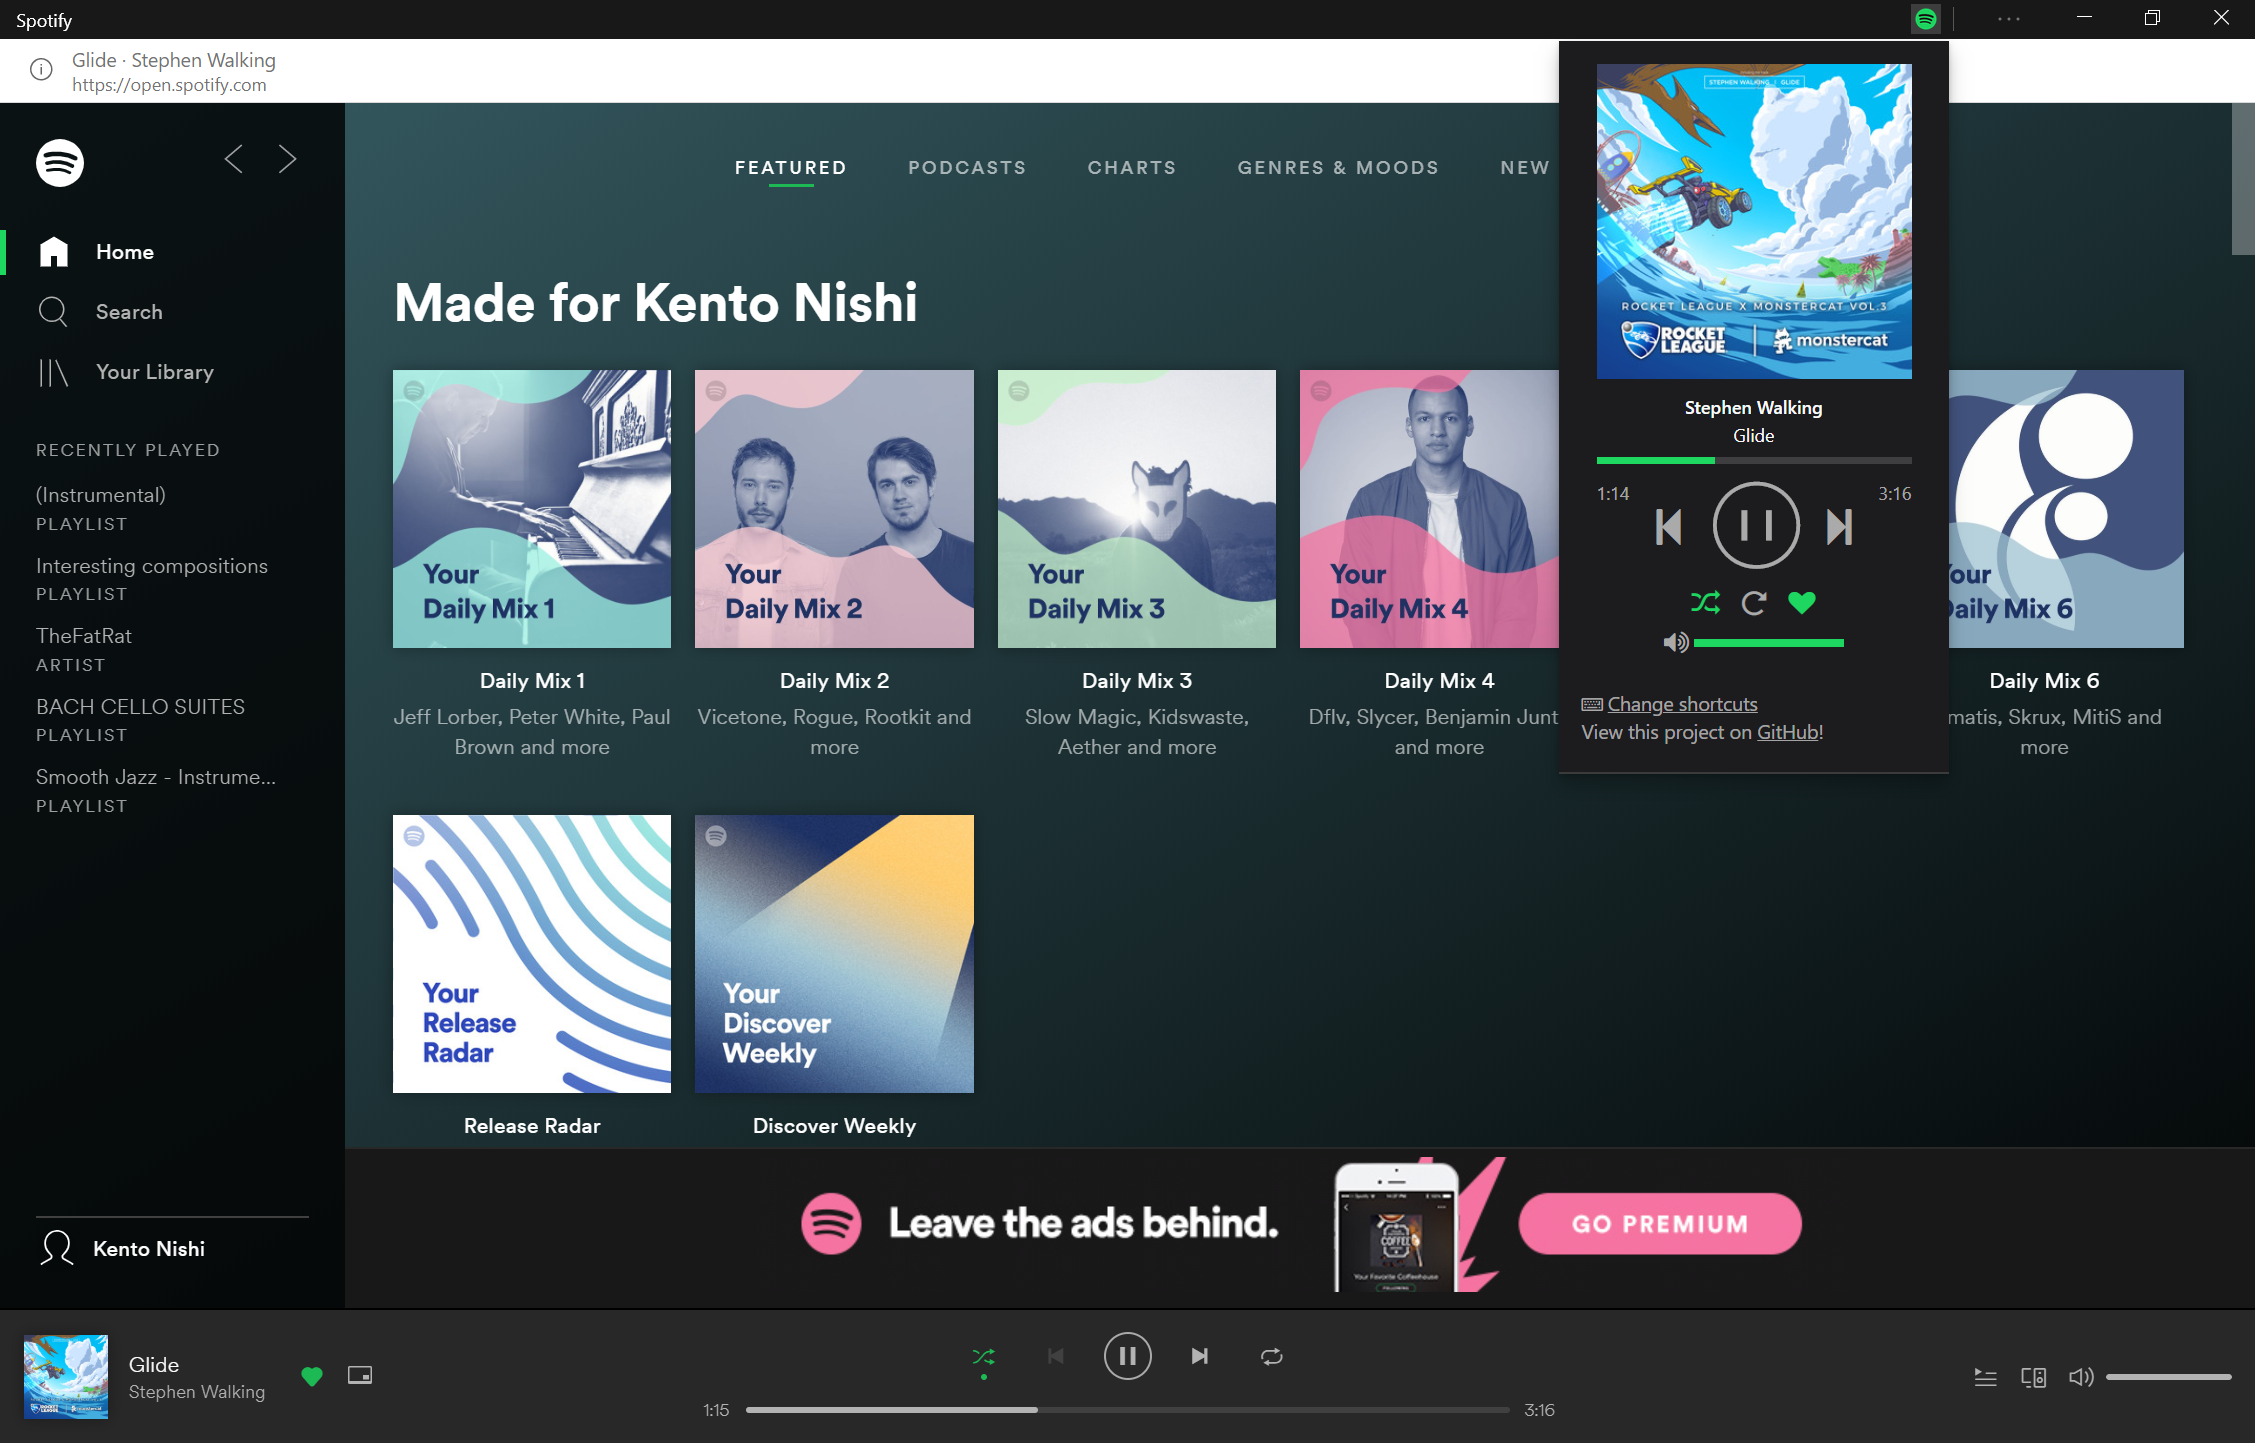 Spotify
Glide · Stephen Walking
https://open.spotify.com
Home
Search
Your Library
RECENTLY PLAYED
(Instrumental)
PLAYLIST
Interesting compositions
PLAYLIST
TheFatRat
ARTIST
BACH CELLO SUITES
PLAYLIST
Smooth Jazz - Instrume...
PLAYLIST
Kento Nishi
FEATURED PODCASTS CHARTS GENRES & MOODS NEW
Made for Kento Nishi
Your
Daily Mix 1
Daily Mix 1
Jeff Lorber, Peter White, Paul
Brown and more
Your
Daily Mix 2
Daily Mix 2
Vicetone, Rogue, Rootkit and
more
Your
Daily Mix 3
Daily Mix 3
Slow Magic, Kidswaste,
Aether and more
Your
Daily Mix 4
Daily Mix 4
Dflv, Slycer, Benjamin Junt
and more
our
aily Mix 6
Daily Mix 6
matis, Skrux, MitiS and
more
Your
Release
Radar
Release Radar
Your
Discover
Weekly
Discover Weekly
STEPHEN WALKING GLIDE
ROCKET LEAGUE X MONSTERCAT VOL.3
ROCKET
LEAGUE
monstercat
Stephen Walking
Glide
1:14 3:16
Change shortcuts
View this project on GitHub!
Leave the ads behind.
COFFEE
Your Favorite Coffeehouse
FOLLOWING
GO PREMIUM
ROCKET
LEAGUE
monstercat
Glide
Stephen Walking
1:15 3:16